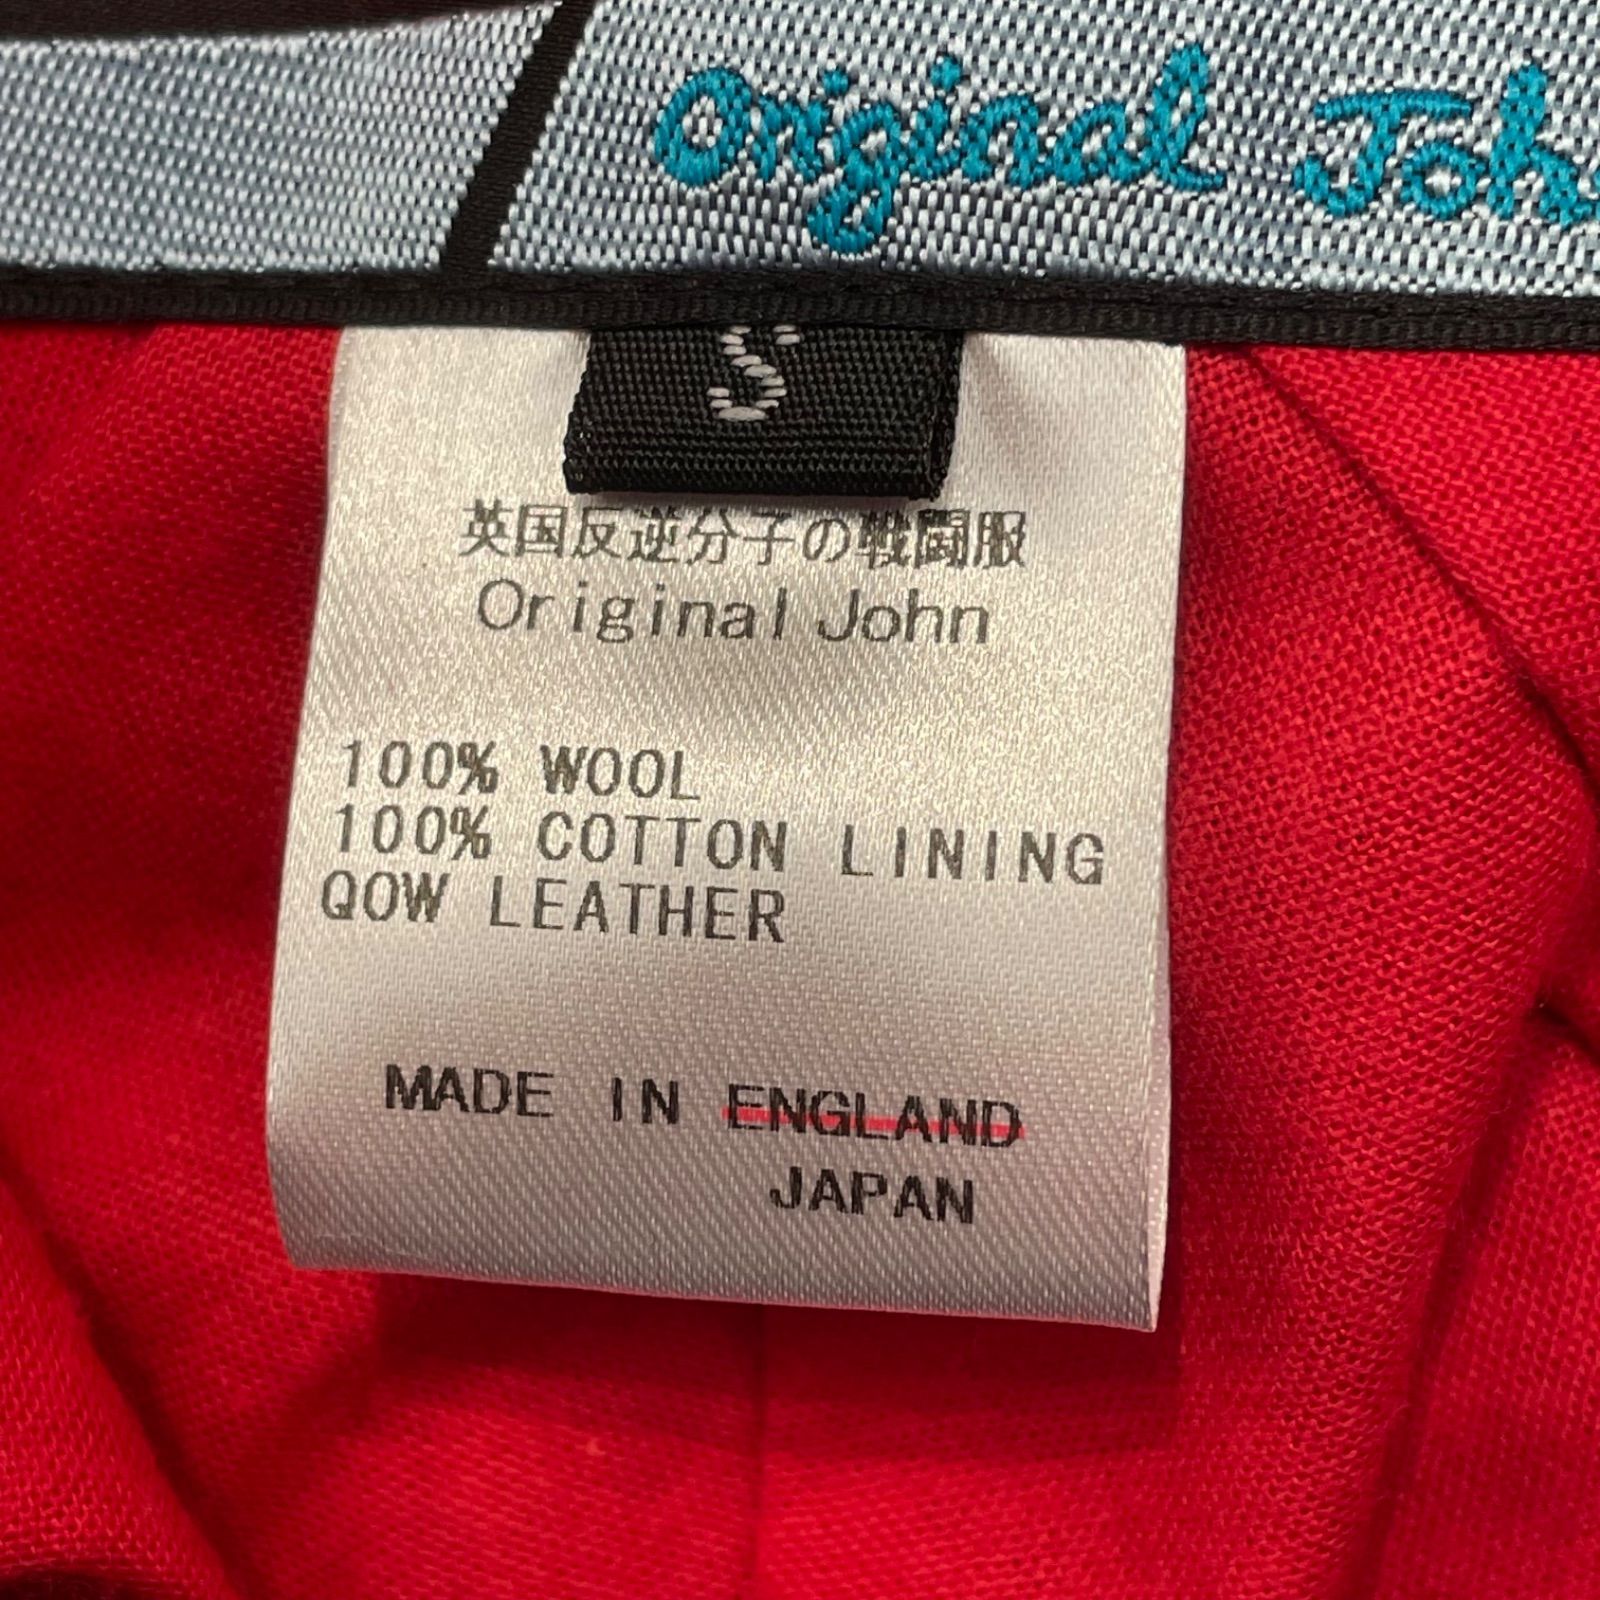 Original Joh
S
英国反逆分子の戦闘服
Original John
100% WOOL
100% COTTON LINING
QOW LEATHER
MADE IN ENGLAND
JAPAN